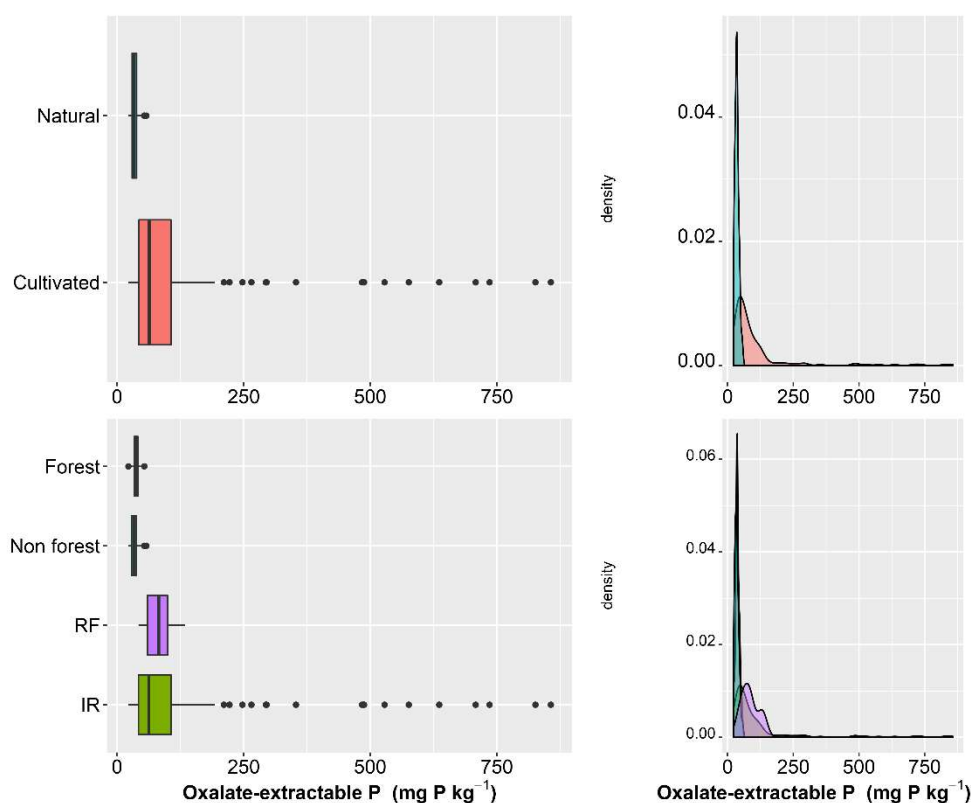 Natural
Cultivated
0 250 500 750
density
0.04
0.02
0.00
0 250 500 750
Forest
Non forest
RF
IR
0 250 500 750
Oxalate-extractable P (mg P kg⁻¹)
density
0.06
0.04
0.02
0.00
0 250 500 750
Oxalate-extractable P (mg P kg⁻¹)